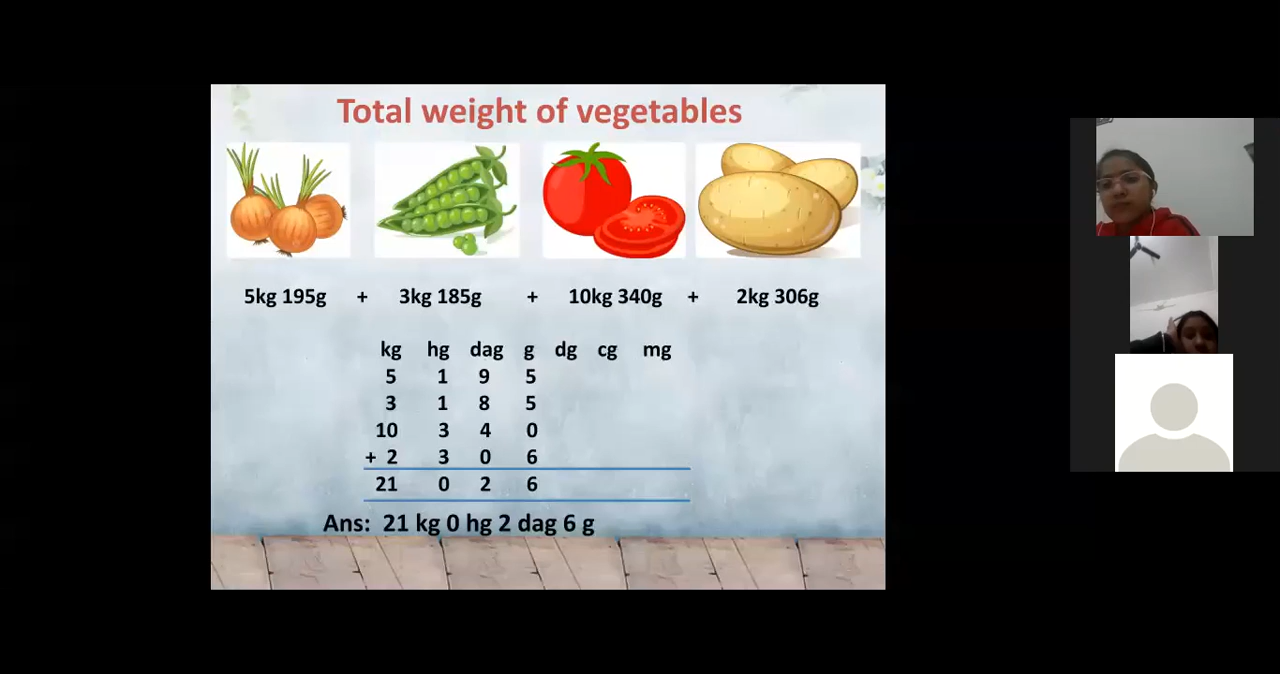 Total weight of vegetables
5kg 195g + 3kg 185g + 10kg 340g + 2kg 306g
kg hg dag g dg cg mg
5 1 9 5
3 1 8 5
10 3 4 0
+ 2 3 0 6
21 0 2 6
Ans: 21 kg 0 hg 2 dag 6 g